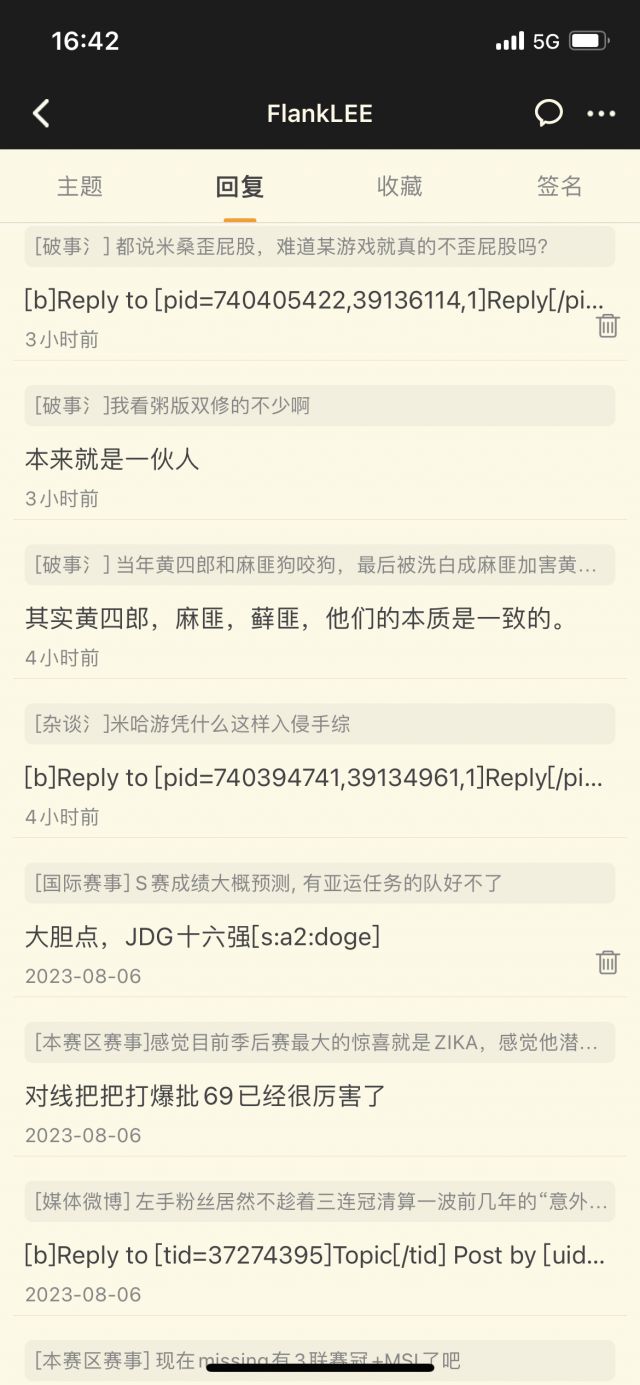 16:42
5G
FlankLEE
主题 回复 收藏 签名
[破事氵] 都说米桑歪屁股，难道某游戏就真的不歪屁股吗?
[b]Reply to [pid=740405422,39136114,1]Reply[/pi...
3小时前
[破事氵]我看粥版双修的不少啊
本来就是一伙人
3小时前
[破事氵] 当年黄四郎和麻匪狗咬狗，最后被洗白成麻匪加害黄...
其实黄四郎，麻匪，藓匪，他们的本质是一致的。
4小时前
[杂谈氵]米哈游凭什么这样入侵手综
[b]Reply to [pid=740394741,39134961,1]Reply[/pi...
4小时前
[国际赛事] S赛成绩大概预测, 有亚运任务的队好不了
大胆点，JDG十六强[s:a2:doge]
2023-08-06
[本赛区赛事]感觉目前季后赛最大的惊喜就是ZIKA，感觉他潜...
对线把把打爆批69已经很厉害了
2023-08-06
[媒体微博] 左手粉丝居然不趁着三连冠清算一波前几年的“意外...
[b]Reply to [tid=37274395]Topic[/tid] Post by [uid...
2023-08-06
[本赛区赛事] 现在missing有3联赛冠+MSI了吧